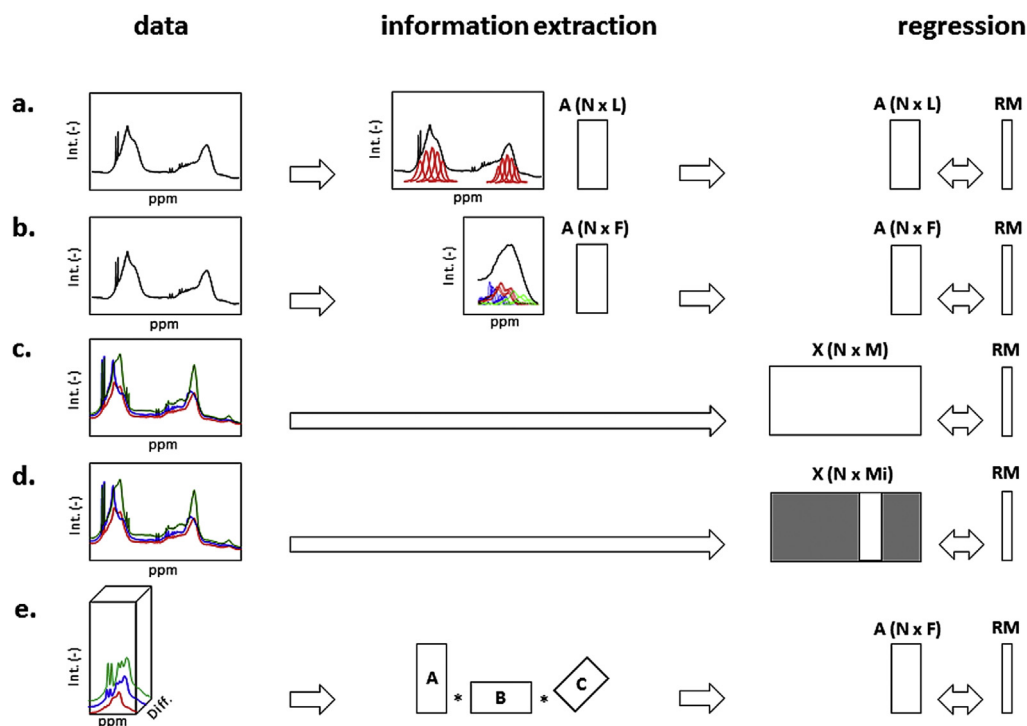 data information extraction regression
a.
Int. (-)
ppm
Int. (-)
ppm
A (N x L)
A (N x L)
RM
b.
Int. (-)
ppm
Int. (-)
ppm
A (N x F)
A (N x F)
RM
c.
Int. (-)
ppm
X (N x M)
RM
d.
Int. (-)
ppm
X (N x Mi)
RM
e.
Int. (-)
ppm
Diff.
A
*
B
*
C
A (N x F)
RM